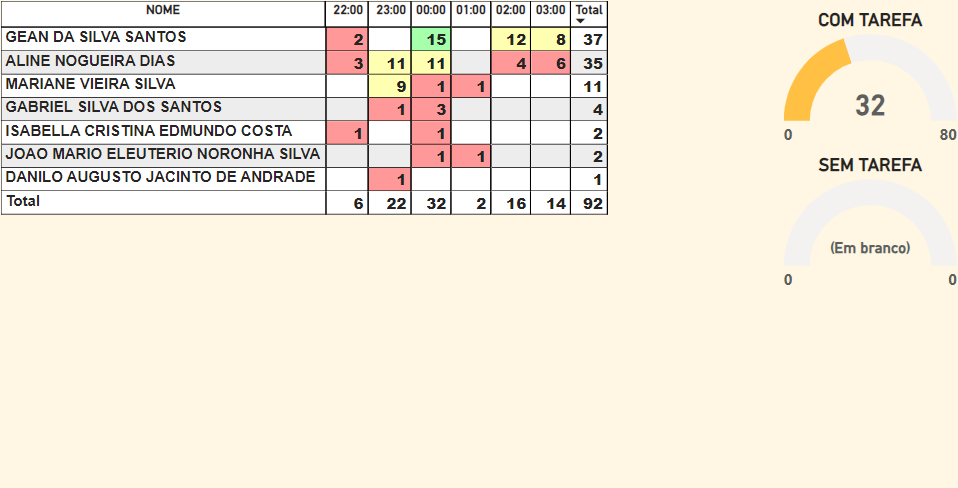 NOME 22:00 23:00 00:00 01:00 02:00 03:00 Total
GEAN DA SILVA SANTOS 2 15 12 8 37
ALINE NOGUEIRA DIAS 3 11 11 4 6 35
MARIANE VIEIRA SILVA 9 1 1 11
GABRIEL SILVA DOS SANTOS 1 3 4
ISABELLA CRISTINA EDMUNDO COSTA 1 1 2
JOAO MARIO ELEUTERIO NORONHA SILVA 1 1 2
DANILO AUGUSTO JACINTO DE ANDRADE 1 1
Total 6 22 32 2 16 14 92
COM TAREFA
32
0 80
SEM TAREFA
(Em branco)
0 0